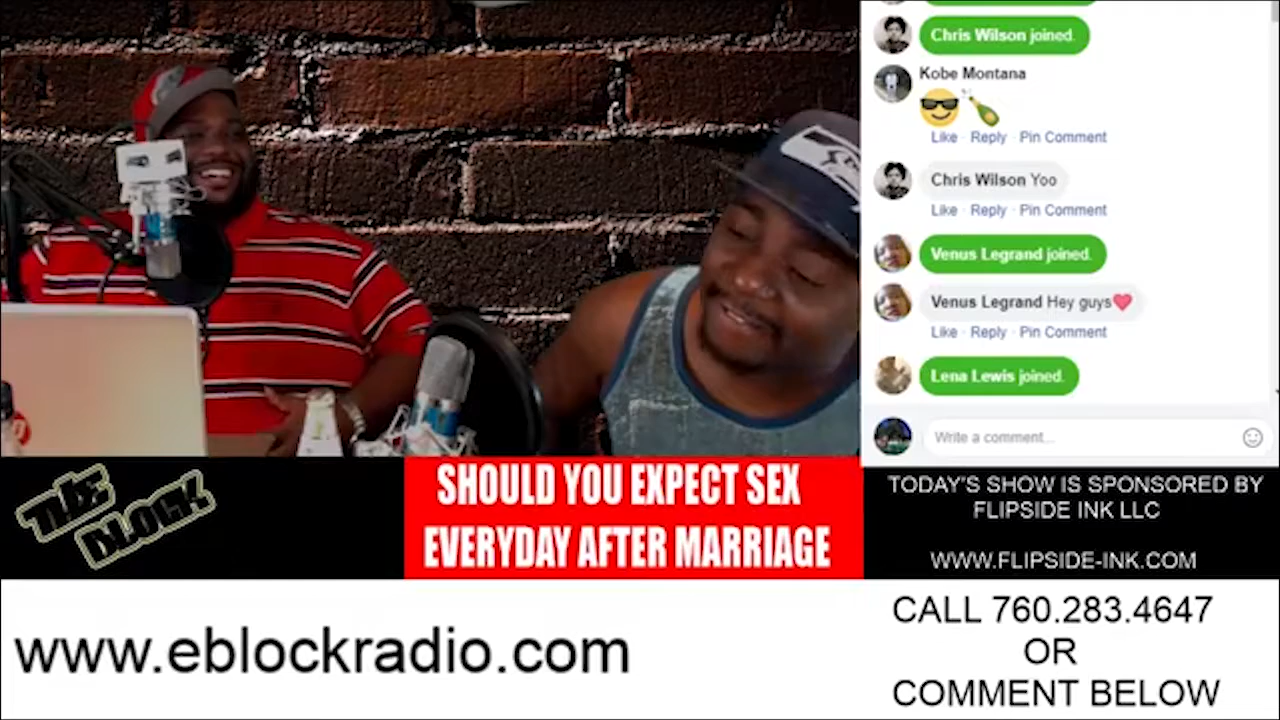 Chris Wilson joined.
Kobe Montana
Like · Reply · Pin Comment
Chris Wilson Yoo
Like · Reply · Pin Comment
Venus Legrand joined.
Venus Legrand Hey guys❤️
Like · Reply · Pin Comment
Lena Lewis joined.
Write a comment...
THE
BLOCK
SHOULD YOU EXPECT SEX
EVERYDAY AFTER MARRIAGE
TODAY'S SHOW IS SPONSORED BY
FLIPSIDE INK LLC
WWW.FLIPSIDE-INK.COM
www.eblockradio.com
CALL 760.283.4647
OR
COMMENT BELOW